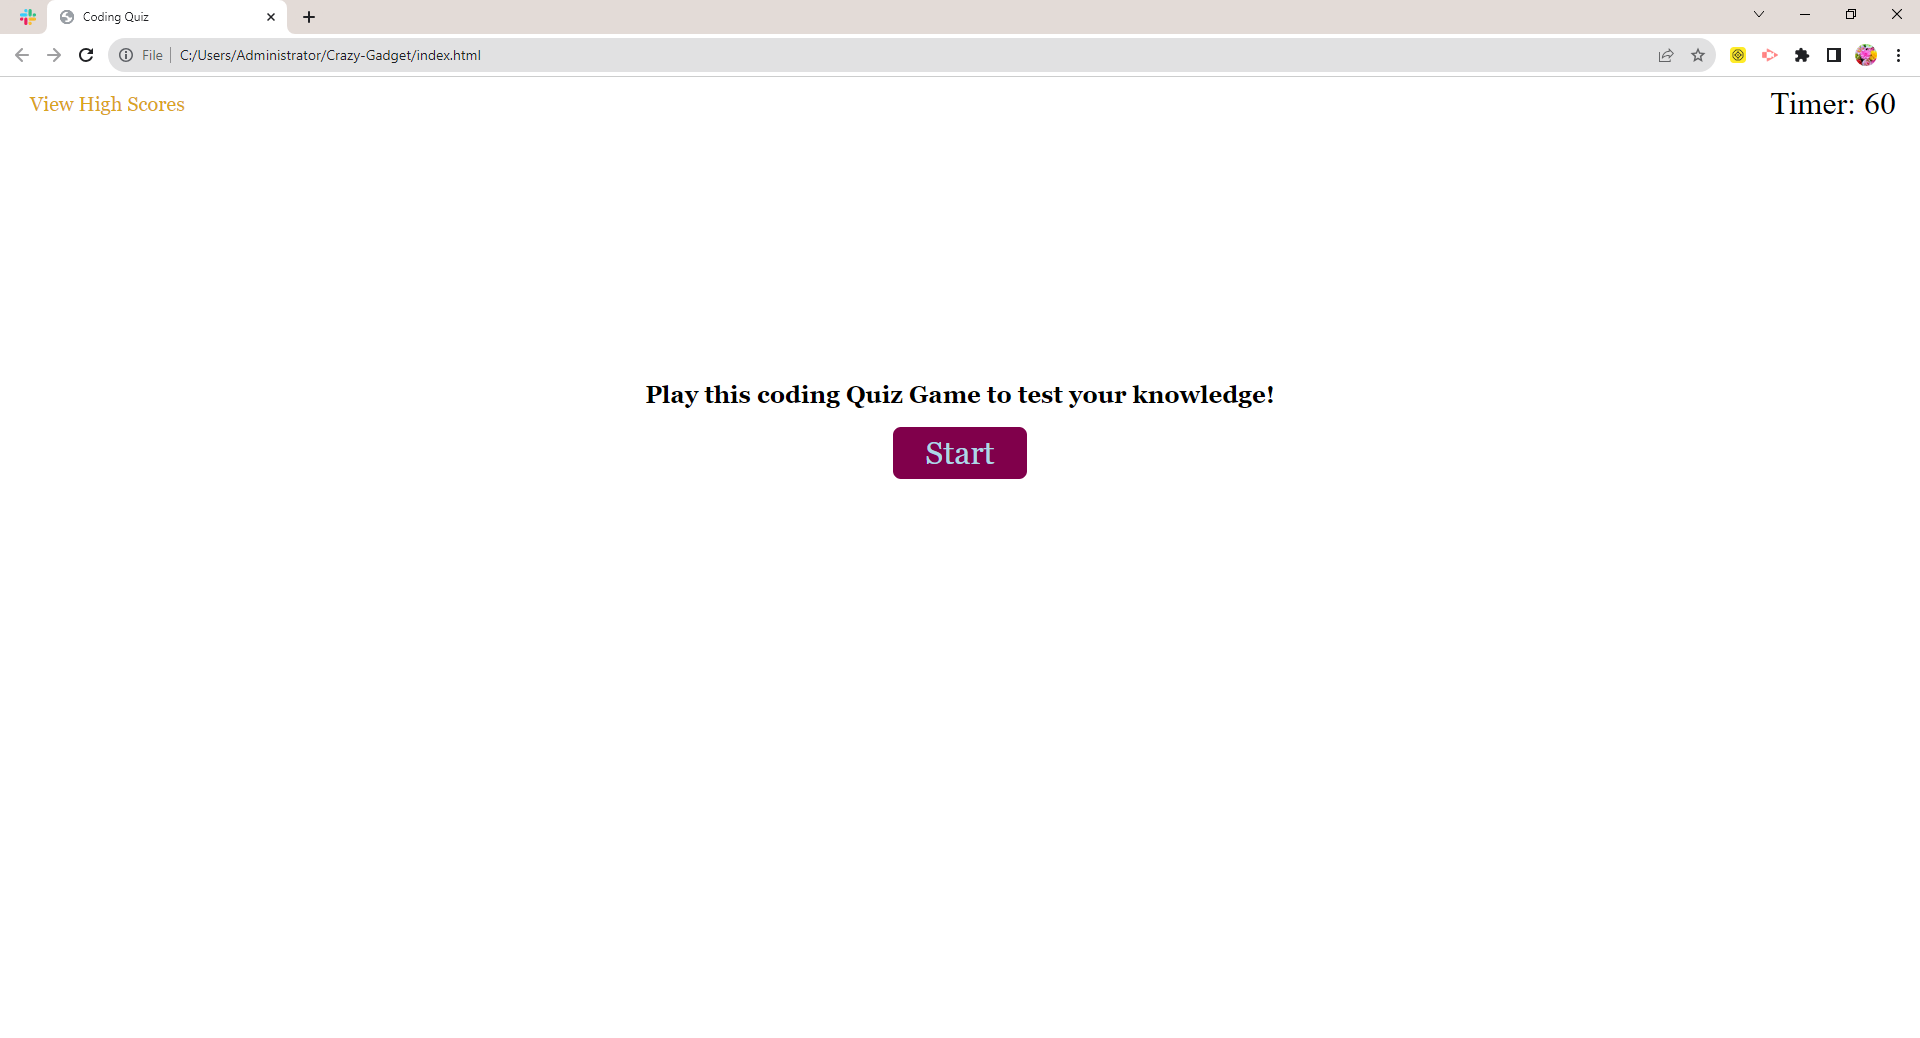 Coding Quiz
File
C:/Users/Administrator/Crazy-Gadget/index.html
View High Scores
Timer: 60
Play this coding Quiz Game to test your knowledge!
Start